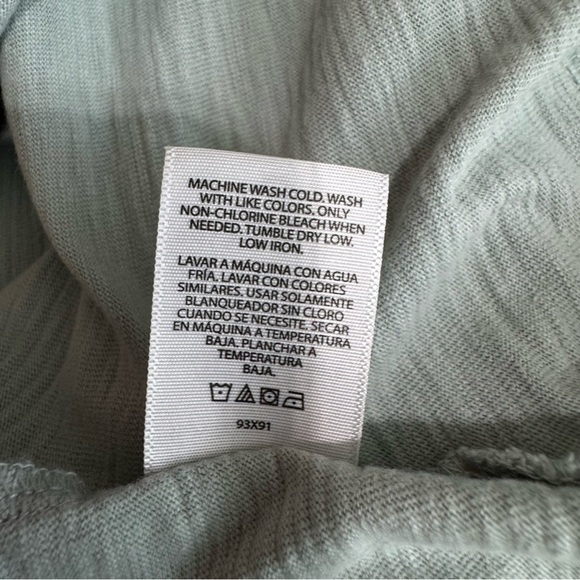 MACHINE WASH COLD. WASH
WITH LIKE COLORS. ONLY
NON-CHLORINE BLEACH WHEN
NEEDED. TUMBLE DRY LOW.
LOW IRON.
LAVAR A MÁQUINA CON AGUA
FRÍA. LAVAR CON COLORES
SIMILARES. USAR SOLAMENTE
BLANQUEADOR SIN CLORO
CUANDO SE NECESITE. SECAR
EN MÁQUINA A TEMPERATURA
BAJA. PLANCHAR A
TEMPERATURA
BAJA.
93X91